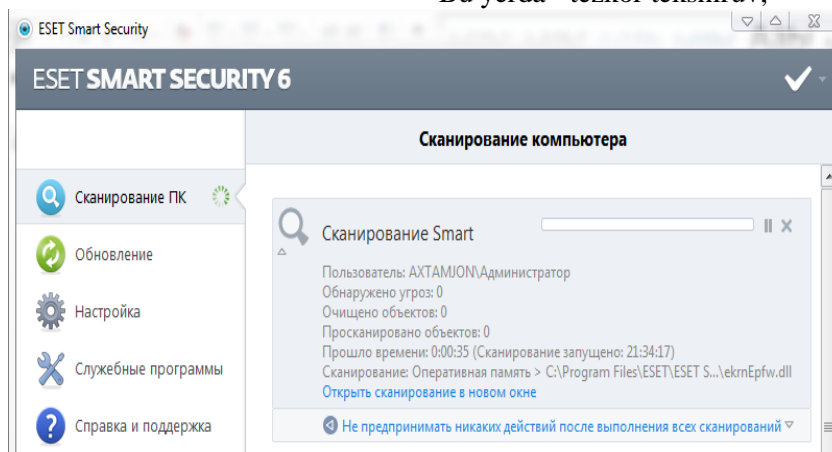 ESET Smart Security
ESET SMART SECURITY 6
Сканирование компьютера
Сканирование ПК
Обновление
Настройка
Служебные программы
Справка и поддержка
Сканирование Smart
Пользователь: AXTAMJON\Администратор
Обнаружено угроз: 0
Очищено объектов: 0
Просканировано объектов: 0
Прошло времени: 0:00:35 (Сканирование запущено: 21:34:17)
Сканирование: Оперативная память > C:\Program Files\ESET\ESET S...\ekrnEpfw.dll
Открыть сканирование в новом окне
Не предпринимать никаких действий после выполнения всех сканирований